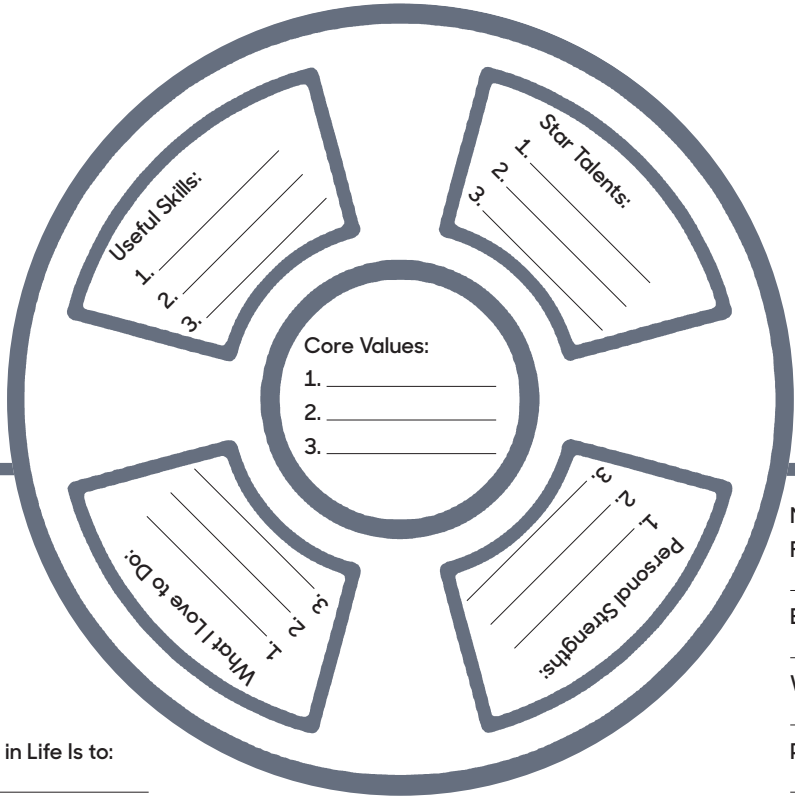 Useful Skills:
1.
2.
3.
Star Talents:
1.
2.
3.
Core Values:
1.
2.
3.
What I Love to Do:
1.
2.
3.
Personal Strengths:
1.
2.
3.
in Life Is to: